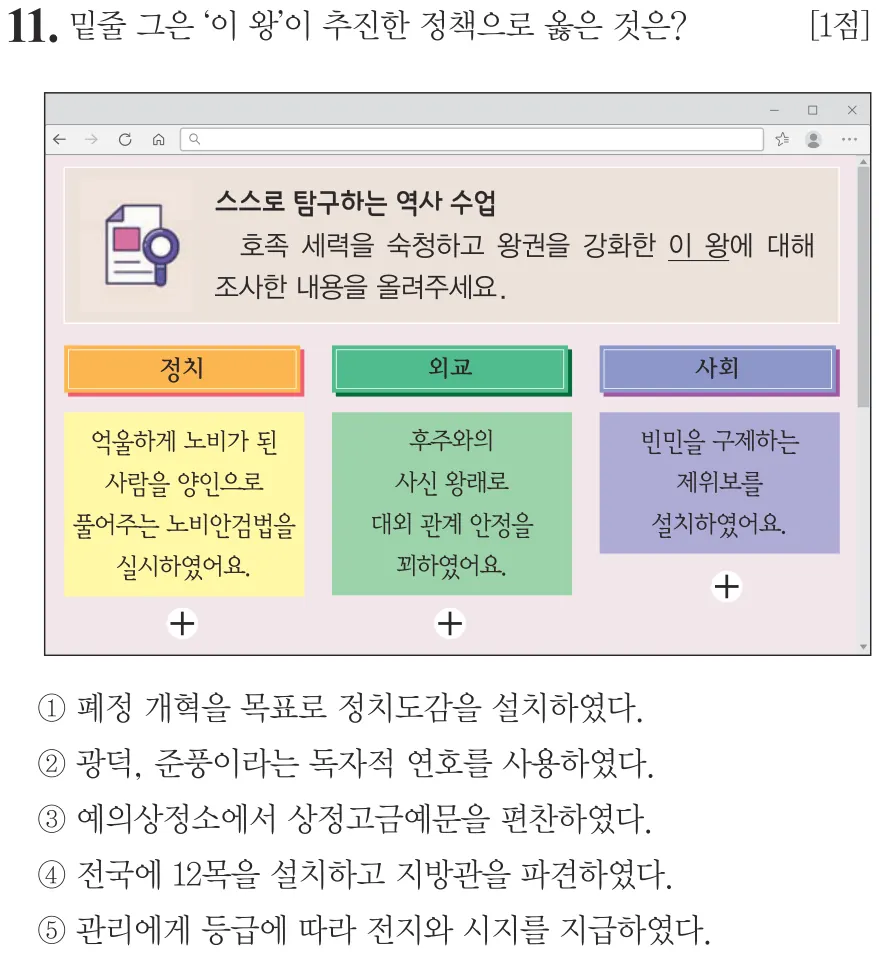 11. 밑줄 그은 ‘이 왕’이 추진한 정책으로 옳은 것은? [1점]
스스로 탐구하는 역사 수업
호족 세력을 숙청하고 왕권을 강화한 이 왕에 대해
조사한 내용을 올려주세요.
정치
억울하게 노비가 된
사람을 양인으로
풀어주는 노비안검법을
실시하였어요.
외교
후주와의
사신 왕래로
대외 관계 안정을
꾀하였어요.
사회
빈민을 구제하는
제위보를
설치하였어요.
① 폐정 개혁을 목표로 정치도감을 설치하였다.
② 광덕, 준풍이라는 독자적 연호를 사용하였다.
③ 예의상정소에서 상정고금예문을 편찬하였다.
④ 전국에 12목을 설치하고 지방관을 파견하였다.
⑤ 관리에게 등급에 따라 전지와 시지를 지급하였다.